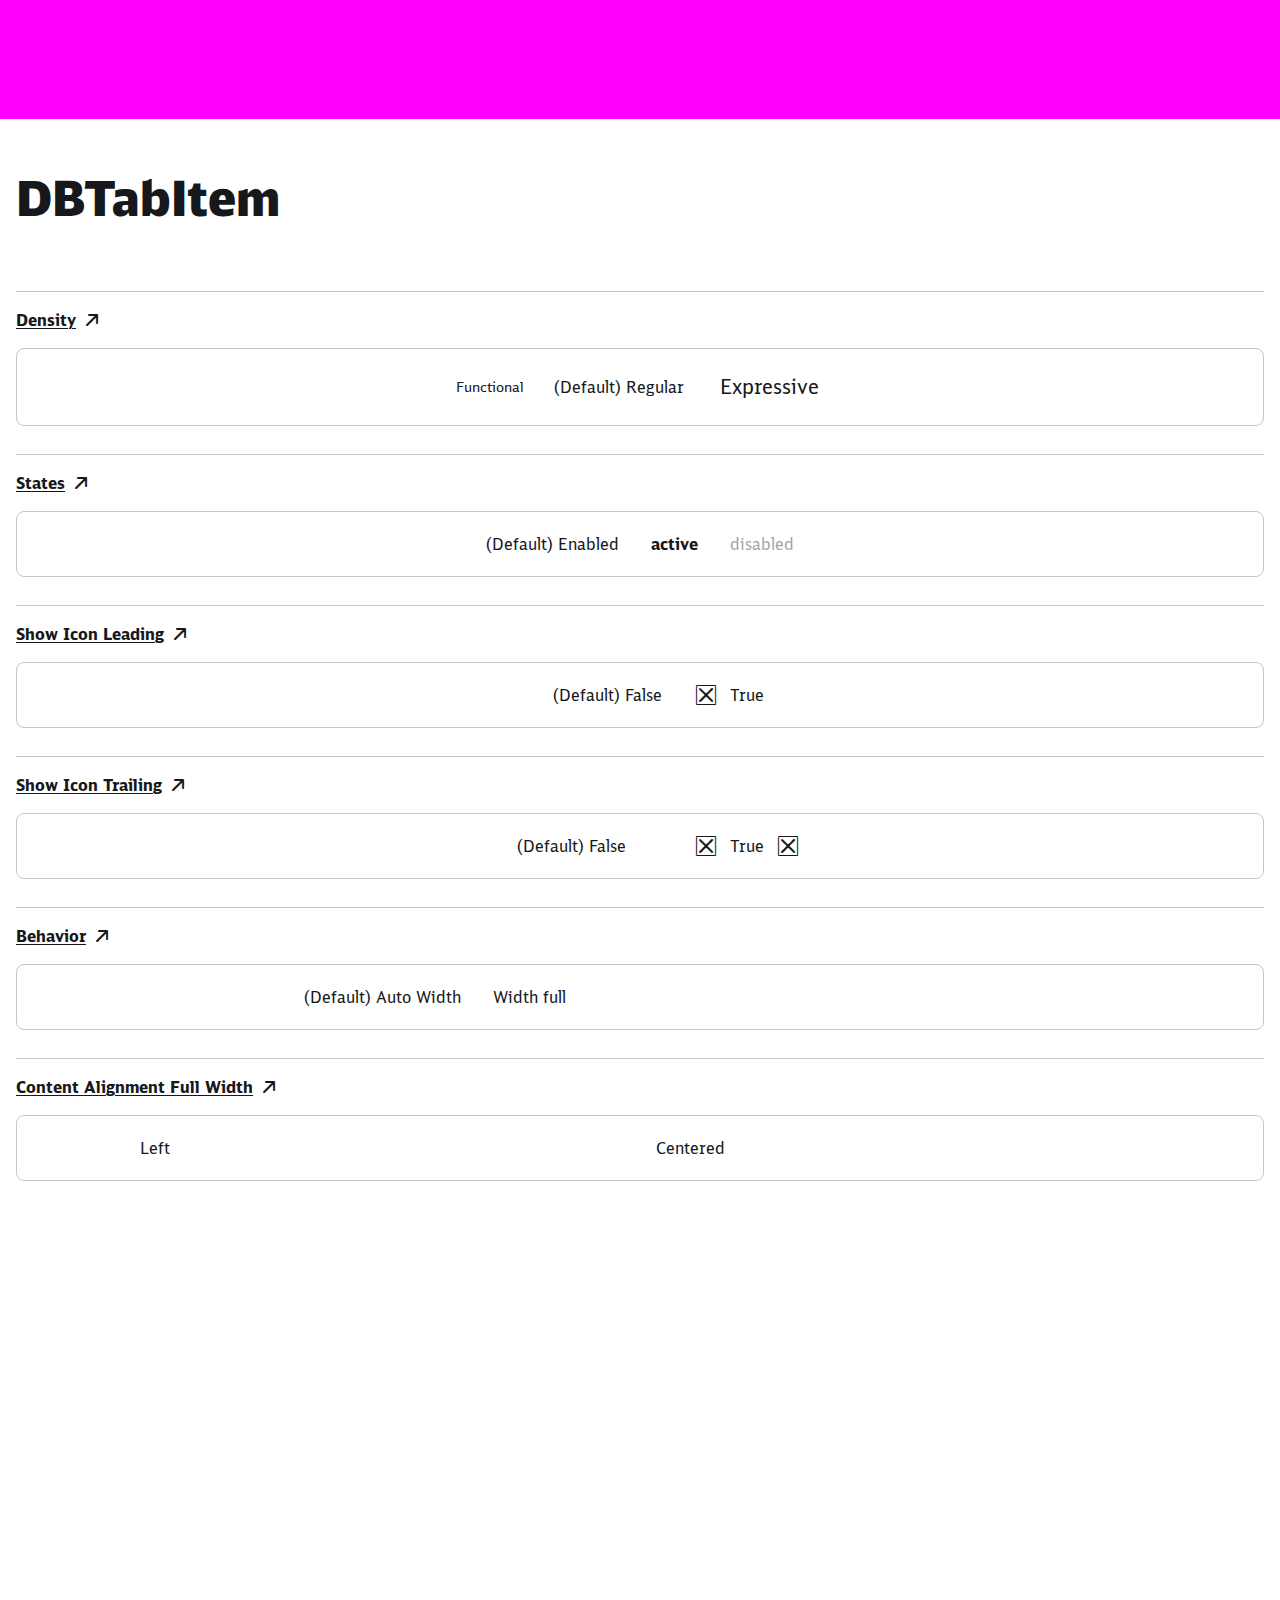 DBTabItem
Density
Functional (Default) Regular Expressive
States
(Default) Enabled active disabled
Show Icon Leading
(Default) False True
Show Icon Trailing
(Default) False True
Behavior
(Default) Auto Width Width full
Content Alignment Full Width
Left Centered